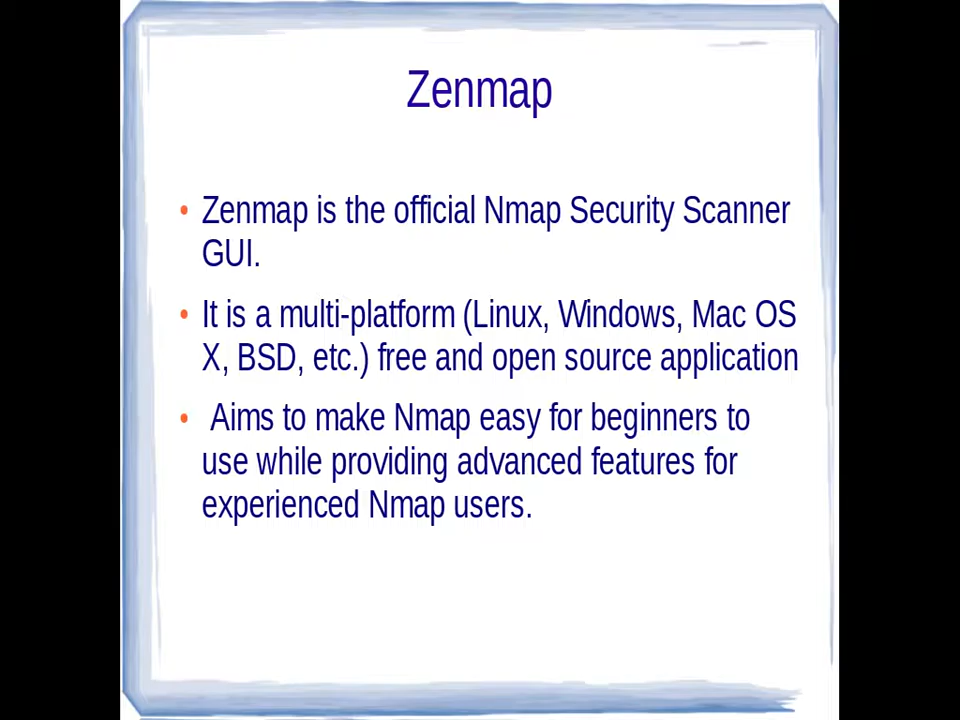 Zenmap
• Zenmap is the official Nmap Security Scanner
GUI.
• It is a multi-platform (Linux, Windows, Mac OS
X, BSD, etc.) free and open source application
• Aims to make Nmap easy for beginners to
use while providing advanced features for
experienced Nmap users.